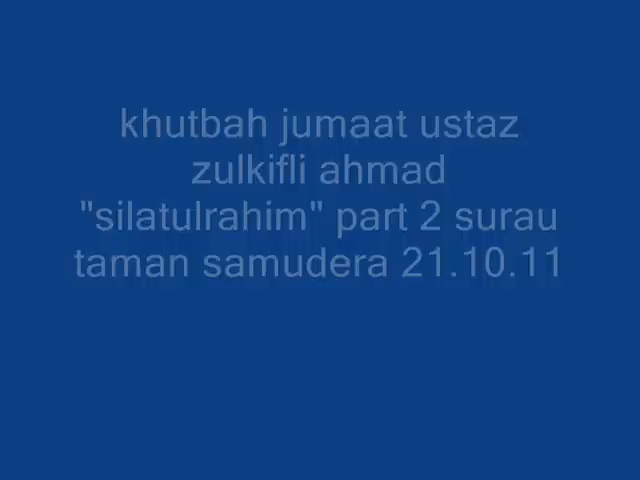 khutbah jumaat ustaz
zulkifli ahmad
"silatulrahim" part 2 surau
taman samudera 21.10.11